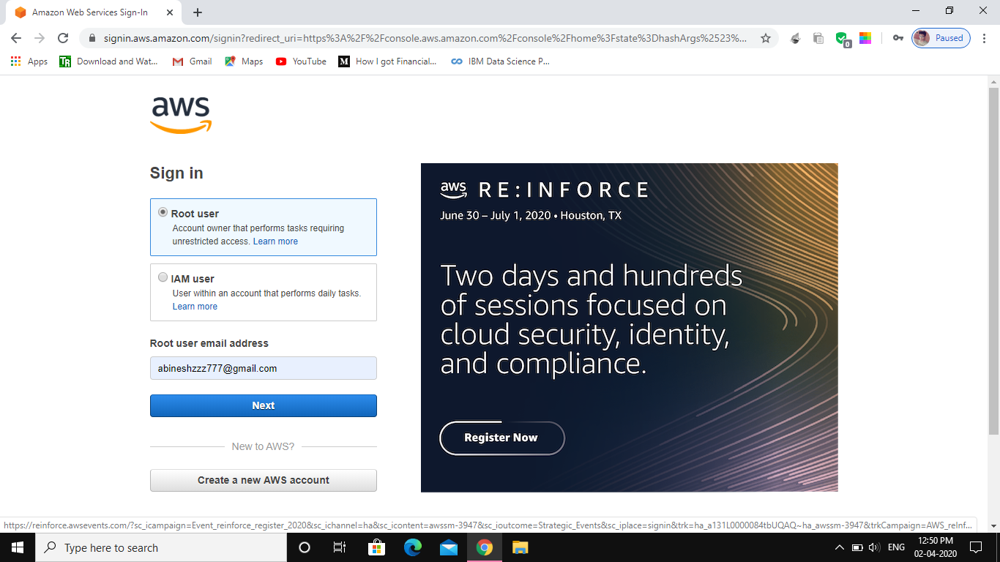 Amazon Web Services Sign-In
signin.aws.amazon.com/signin?redirect_uri=https%3A%2F%2Fconsole.aws.amazon.com%2Fconsole%2Fhome%3Fstate%3DhashArgs%2523%...
0
Paused
Apps
TR
Download and Wat...
Gmail
Maps
YouTube
M
How I got Financial...
IBM Data Science P...
aws
Sign in
Root user
Account owner that performs tasks requiring
unrestricted access. Learn more
IAM user
User within an account that performs daily tasks.
Learn more
Root user email address
abineshzzz777@gmail.com
Next
New to AWS?
Create a new AWS account
aws RE:INFORCE
June 30 – July 1, 2020 • Houston, TX
Two days and hundreds
of sessions focused on
cloud security, identity,
and compliance.
Register Now
https://reinforce.awsevents.com/?sc_icampaign=Event_reinforce_register_2020&sc_ichannel=ha&sc_icontent=awssm-3947&sc_ioutcome=Strategic_Events&sc_iplace=signin&trk=ha_a131L0000084tbUQAQ~ha_awssm-3947&trkCampaign=AWS_reInf...
Type here to search
ENG
12:50 PM
02-04-2020